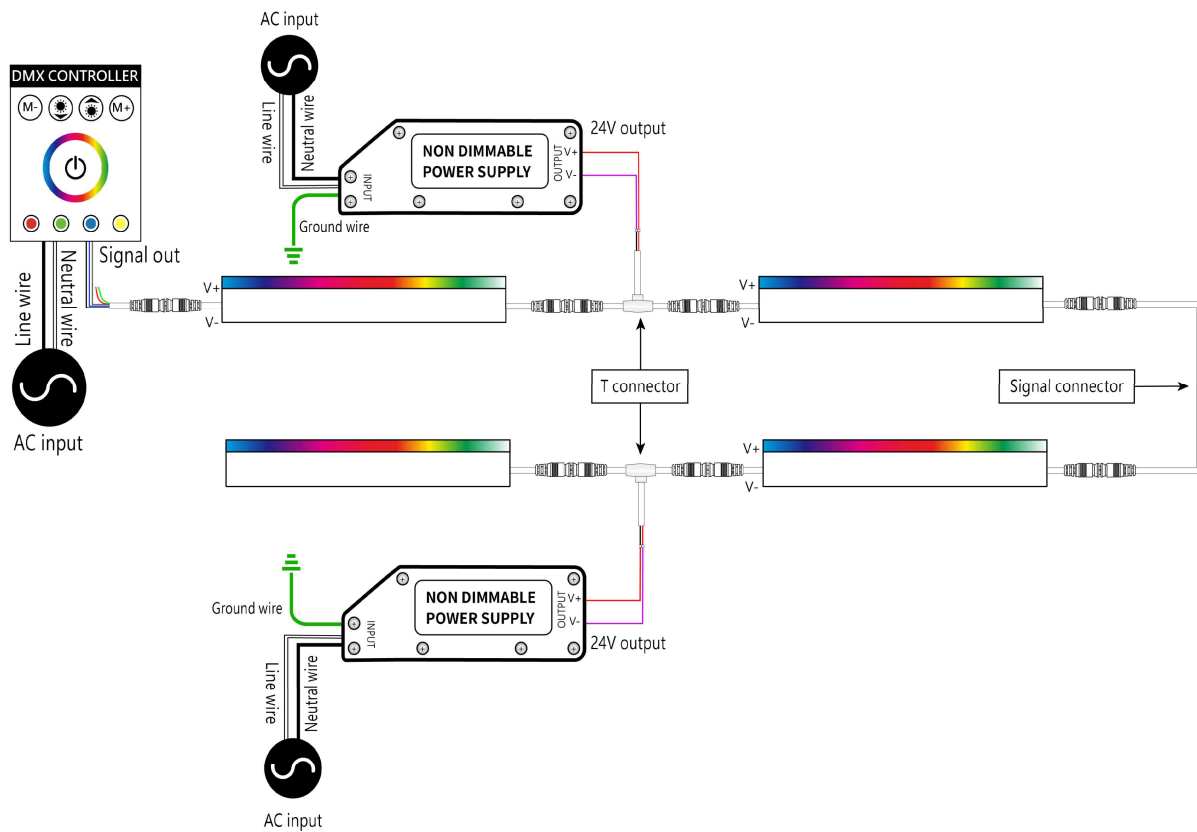 AC input
DMX CONTROLLER
M-
M+
Line wire
Neutral wire
24V output
NON DIMMABLE
POWER SUPPLY
INPUT
OUTPUT
V+
V-
Ground wire
Signal out
Line wire
Neutral wire
V+
V-
V+
V-
T connector
Signal connector
AC input
V+
V-
Ground wire
NON DIMMABLE
POWER SUPPLY
INPUT
OUTPUT
V+
V-
24V output
Line wire
Neutral wire
AC input